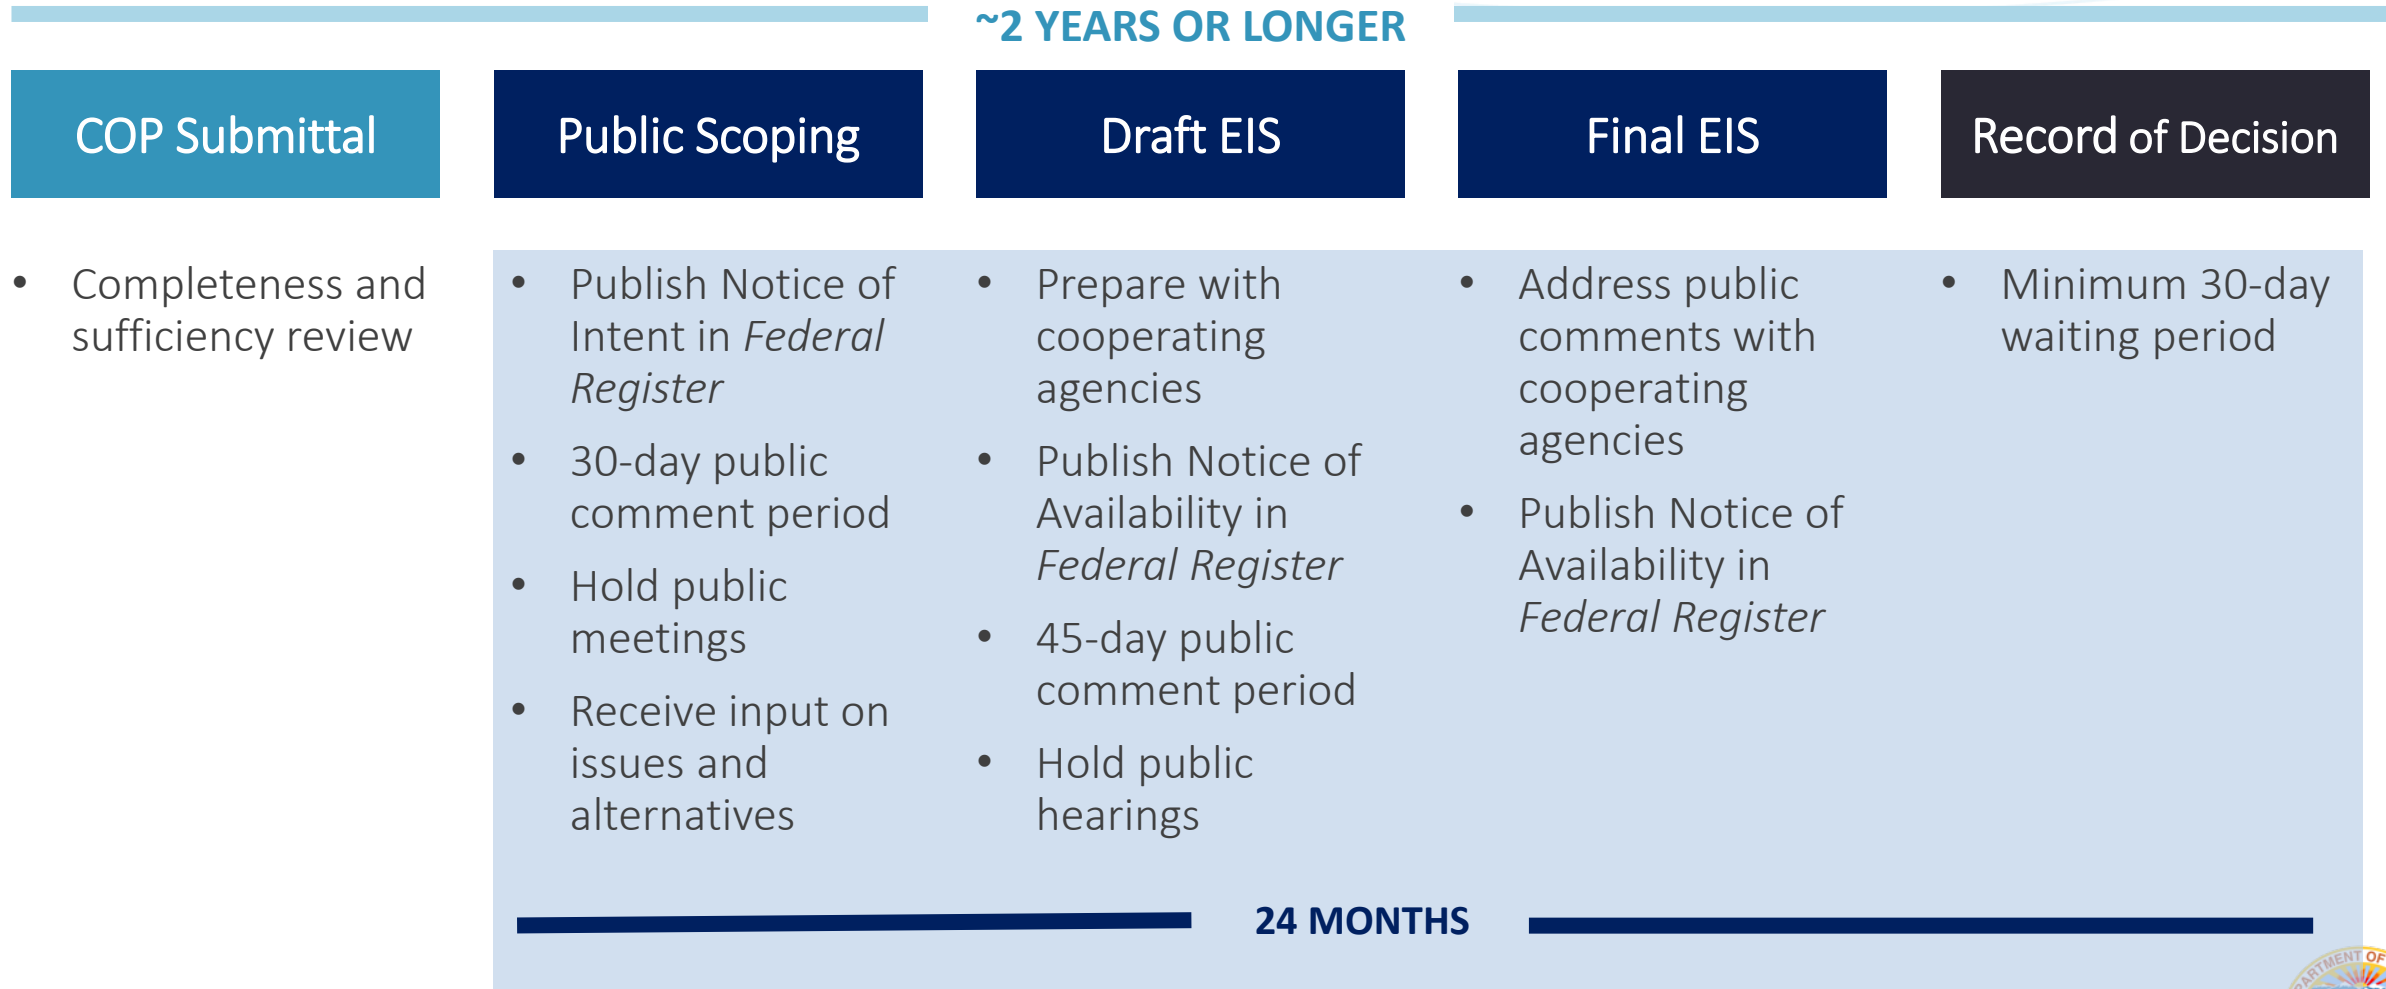 ~2 YEARS OR LONGER
COP Submittal
Public Scoping
Draft EIS
Final EIS
Record of Decision
• Completeness and
sufficiency review
• Publish Notice of
Intent in Federal
Register
• 30-day public
comment period
• Hold public
meetings
• Receive input on
issues and
alternatives
• Prepare with
cooperating
agencies
• Publish Notice of
Availability in
Federal Register
• 45-day public
comment period
• Hold public
hearings
• Address public
comments with
cooperating
agencies
• Publish Notice of
Availability in
Federal Register
• Minimum 30-day
waiting period
24 MONTHS
OF